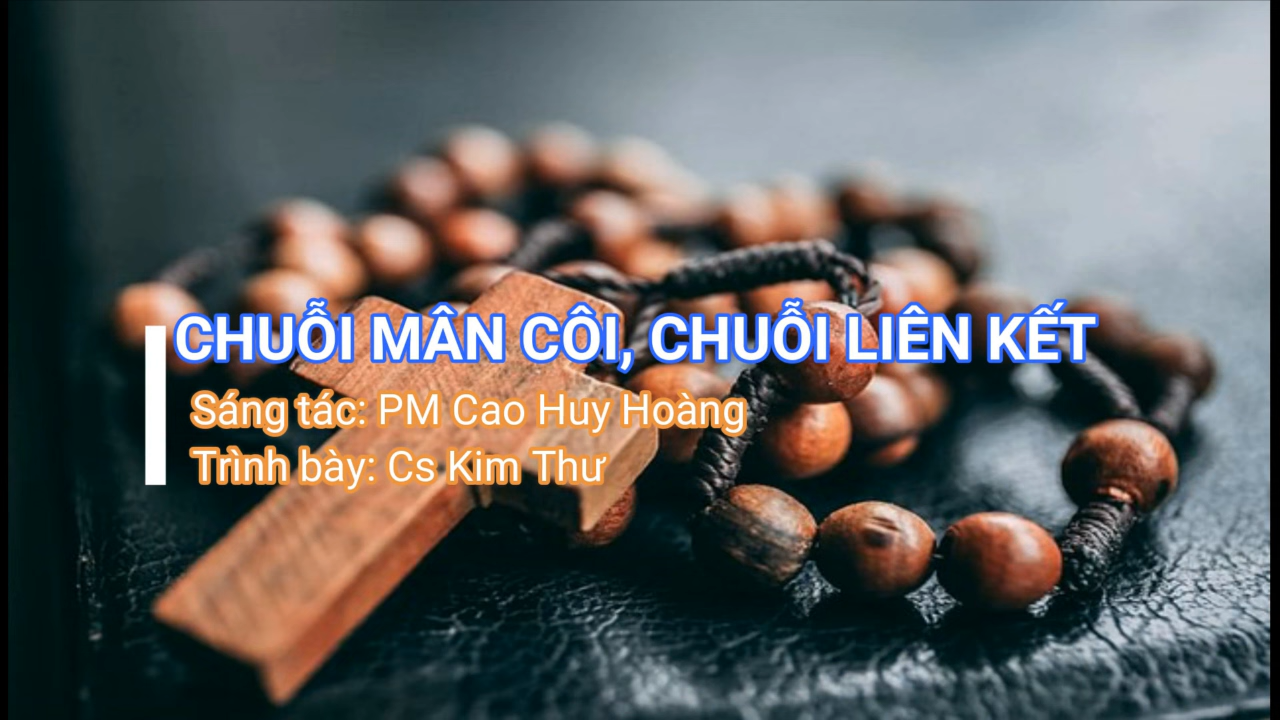 CHUỖI MÂN CÔI, CHUỖI LIÊN KẾT
Sáng tác: PM Cao Huy Hoàng
Trình bày: Cs Kim Thư